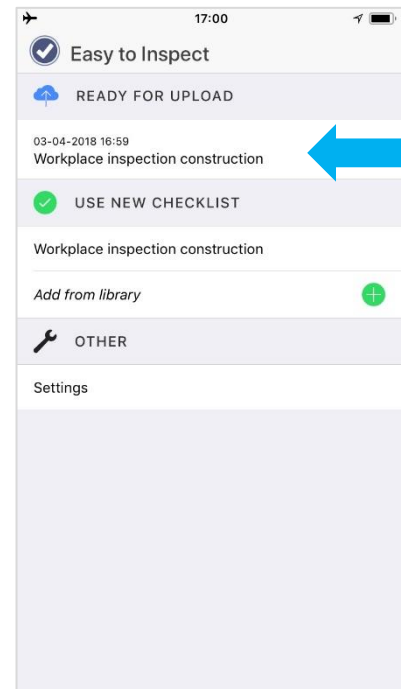 17:00
Easy to Inspect
READY FOR UPLOAD
03-04-2018 16:59
Workplace inspection construction
USE NEW CHECKLIST
Workplace inspection construction
Add from library
OTHER
Settings